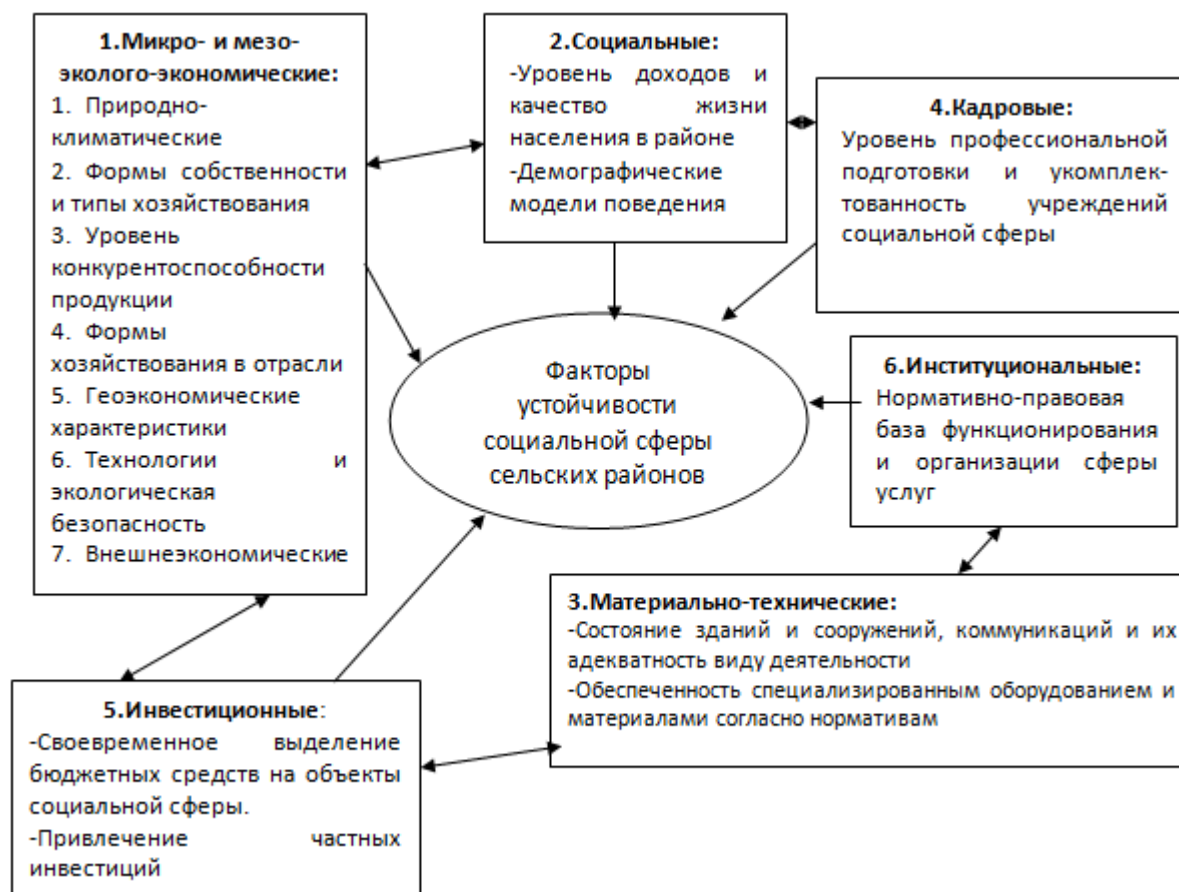 1.Микро- и мезо-
эколого-экономические:
1. Природно-
климатические
2. Формы собственности
и типы хозяйствования
3. Уровень
конкурентоспособности
продукции
4. Формы
хозяйствования в отрасли
5. Геоэкономические
характеристики
6. Технологии и
экологическая
безопасность
7. Внешнеэкономические
2.Социальные:
-Уровень доходов и
качество жизни
населения в районе
-Демографические
модели поведения
4.Кадровые:
Уровень профессиональной
подготовки и укомплек-
тованность учреждений
социальной сферы
Факторы
устойчивости
социальной сферы
сельских районов
6.Институциональные:
Нормативно-правовая
база функционирования
и организации сферы
услуг
3.Материально-технические:
-Состояние зданий и сооружений, коммуникаций и их
адекватность виду деятельности
-Обеспеченность специализированным оборудованием и
материалами согласно нормативам
5.Инвестиционные:
-Своевременное выделение
бюджетных средств на объекты
социальной сферы.
-Привлечение частных
инвестиций